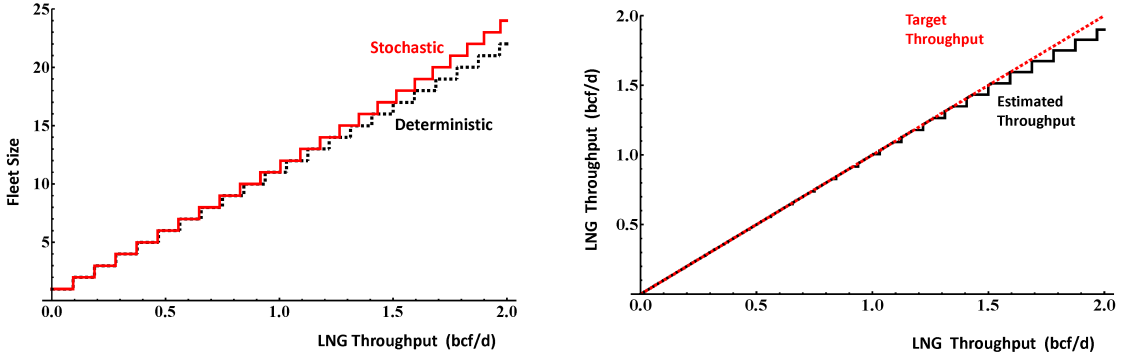 25
20
15
10
5
Fleet Size
Stochastic
Deterministic
0.0 0.5 1.0 1.5 2.0
LNG Throughput (bcf/d)
2.0
1.5
1.0
0.5
LNG Throughput (bcf/d)
Target
Throughput
Estimated
Throughput
0.0 0.5 1.0 1.5 2.0
LNG Throughput (bcf/d)